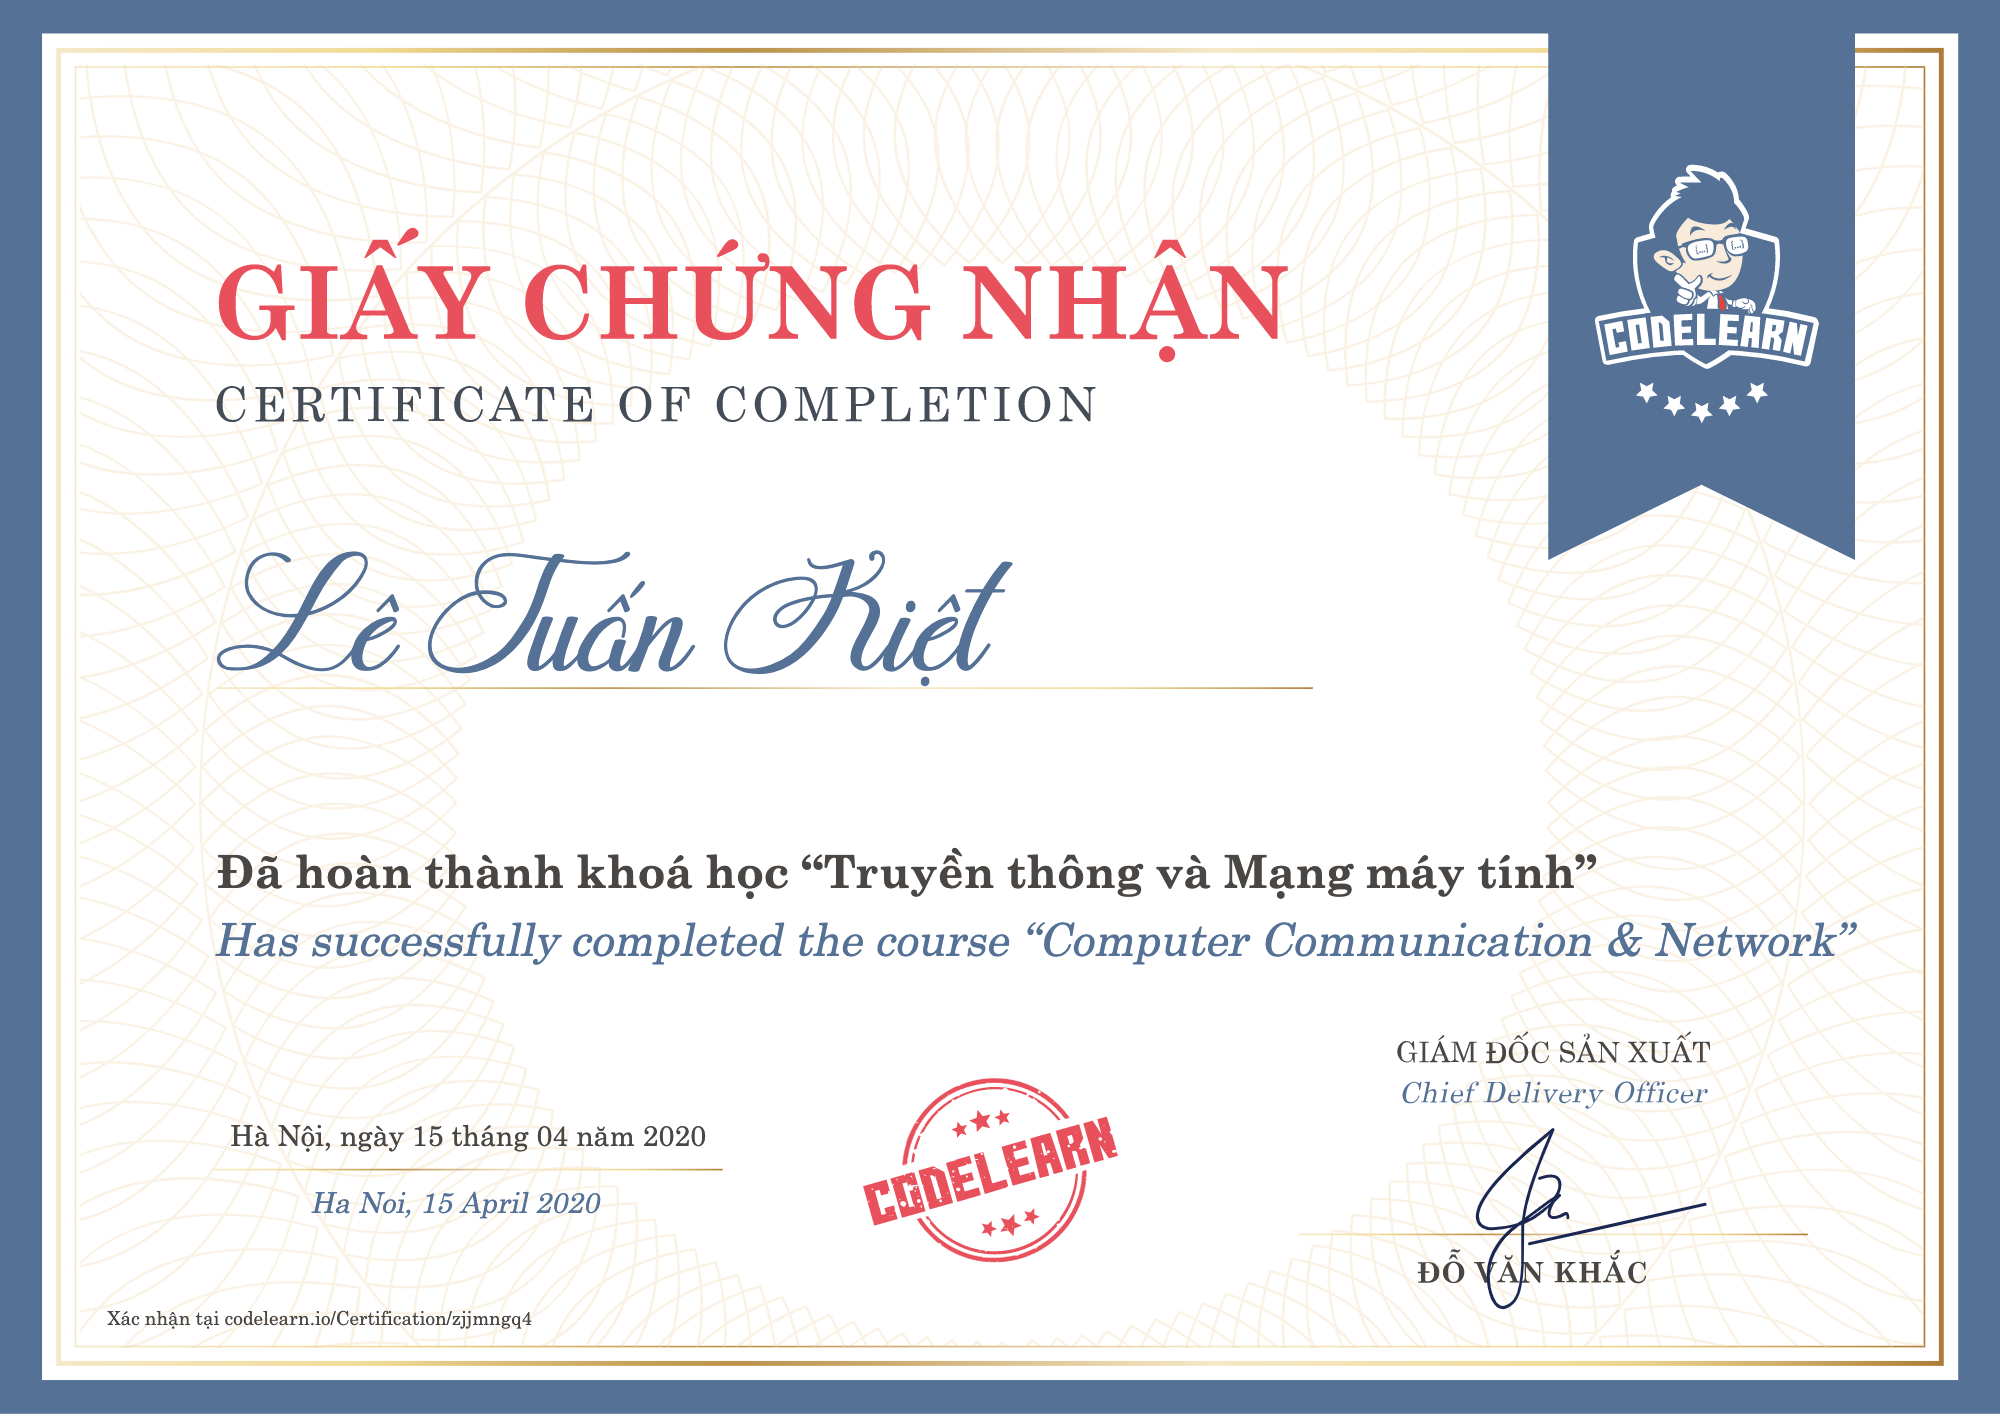 GIẤY CHỨNG NHẬN
CERTIFICATE OF COMPLETION
CODELEARN
Lê Tuấn Kiệt
Đã hoàn thành khoá học “Truyền thông và Mạng máy tính”
Has successfully completed the course “Computer Communication & Network”
GIÁM ĐỐC SẢN XUẤT
Chief Delivery Officer
Hà Nội, ngày 15 tháng 04 năm 2020
Ha Noi, 15 April 2020
CODELEARN
ĐỖ VĂN KHẮC
Xác nhận tại codelearn.io/Certification/zjjmngq4